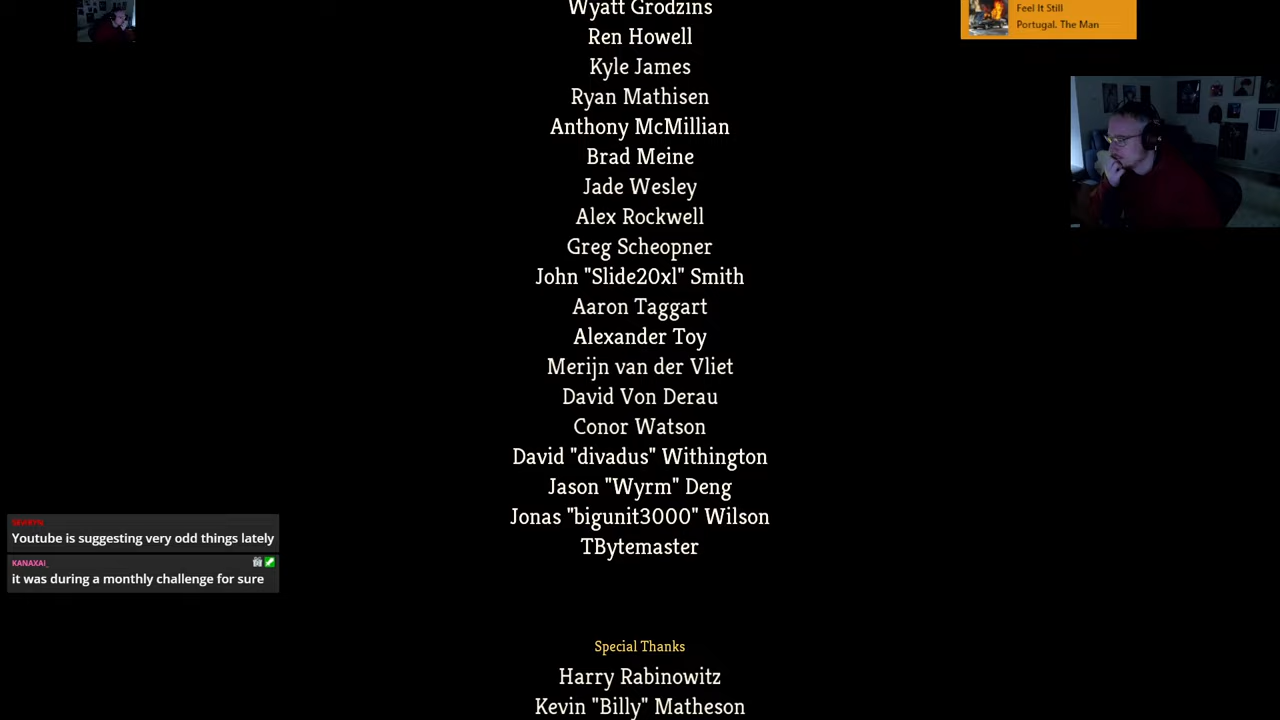 Wyatt Grodzins
Feel It Still
Portugal. The Man
Ren Howell
Kyle James
Ryan Mathisen
Anthony McMillian
Brad Meine
Jade Wesley
Alex Rockwell
Greg Scheopner
John "Slide20xl" Smith
Aaron Taggart
Alexander Toy
Merijn van der Vliet
David Von Derau
Conor Watson
David "divadus" Withington
Jason "Wyrm" Deng
Jonas "bigunit3000" Wilson
TBytemaster
Youtube is suggesting very odd things lately
KANAXAI_
it was during a monthly challenge for sure
Special Thanks
Harry Rabinowitz
Kevin "Billy" Matheson